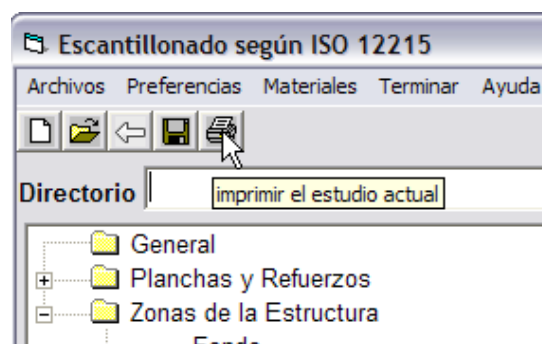 Escantillonado según ISO 12215
Archivos Preferencias Materiales Terminar Ayuda
Directorio
imprimir el estudio actual
General
Planchas y Refuerzos
Zonas de la Estructura